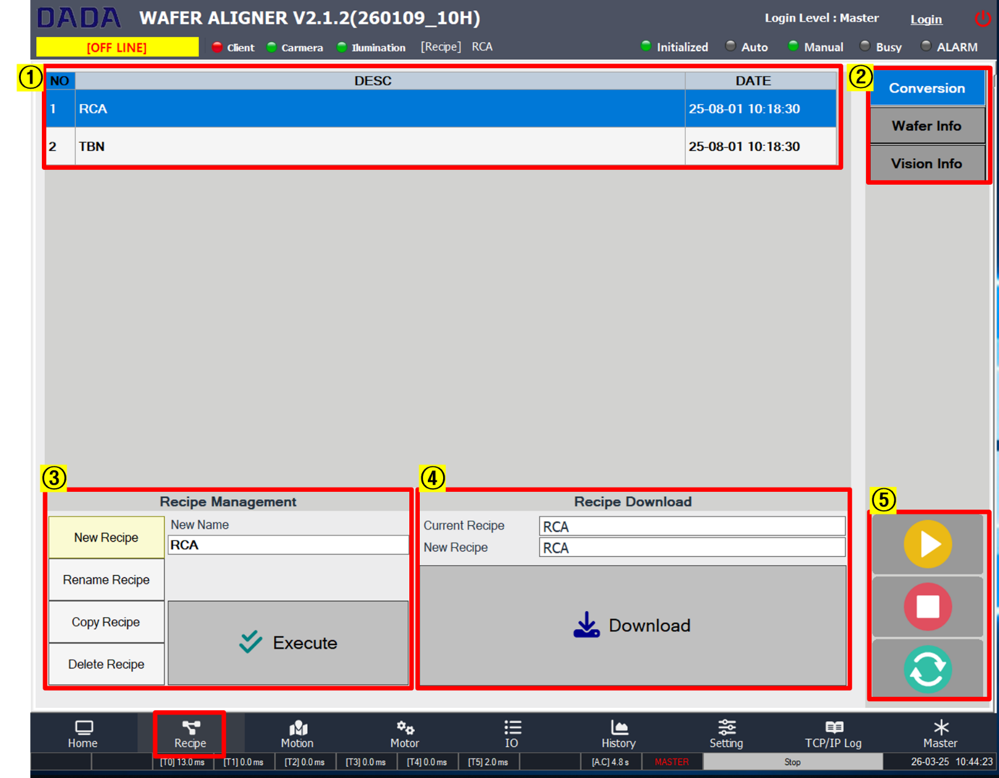 DADA WAFER ALIGNER V2.1.2(260109_10H) Login Level : Master Login
[OFF LINE] Client Carmera Ilumination [Recipe] RCA Initialized Auto Manual Busy ALARM
① NO DESC DATE ② Conversion
1 RCA 25-08-01 10:18:30
Wafer Info
2 TBN 25-08-01 10:18:30
Vision Info
③ ④
⑤
Recipe Management Recipe Download
New Recipe New Name Current Recipe RCA
RCA New Recipe RCA
Rename Recipe
Copy Recipe Execute Download
Delete Recipe
Home Recipe Motion Motor IO History Setting TCP/IP Log Master
[T0] 13.0 ms [T1] 0.0 ms [T2] 0.0 ms [T3] 0.0 ms [T4] 0.0 ms [T5] 2.0 ms [A.C] 4.8 s MASTER Stop 26-03-25 10:44:23